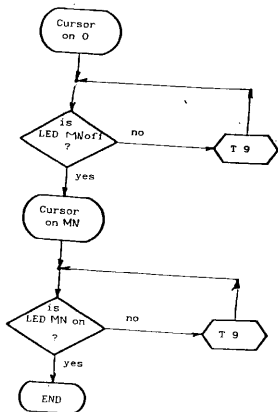 Cursor
on O
is
LED MNoff
?
no
T 9
yes
Cursor
on MN
is
LED MN on
?
no
T 9
yes
END